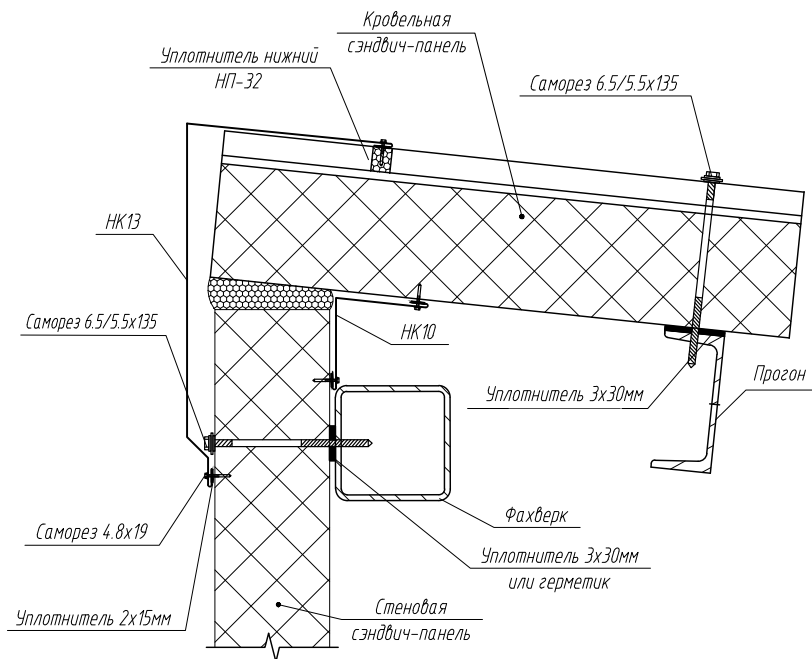 Кровельная
сэндвич-панель
Уплотнитель нижний
НП-32
Саморез 6.5/5.5х135
НК13
Саморез 6.5/5.5х135
НК10
Прогон
Уплотнитель 3х30мм
Фахверк
Саморез 4.8х19
Уплотнитель 3х30мм
или герметик
Уплотнитель 2х15мм
Стеновая
сэндвич-панель